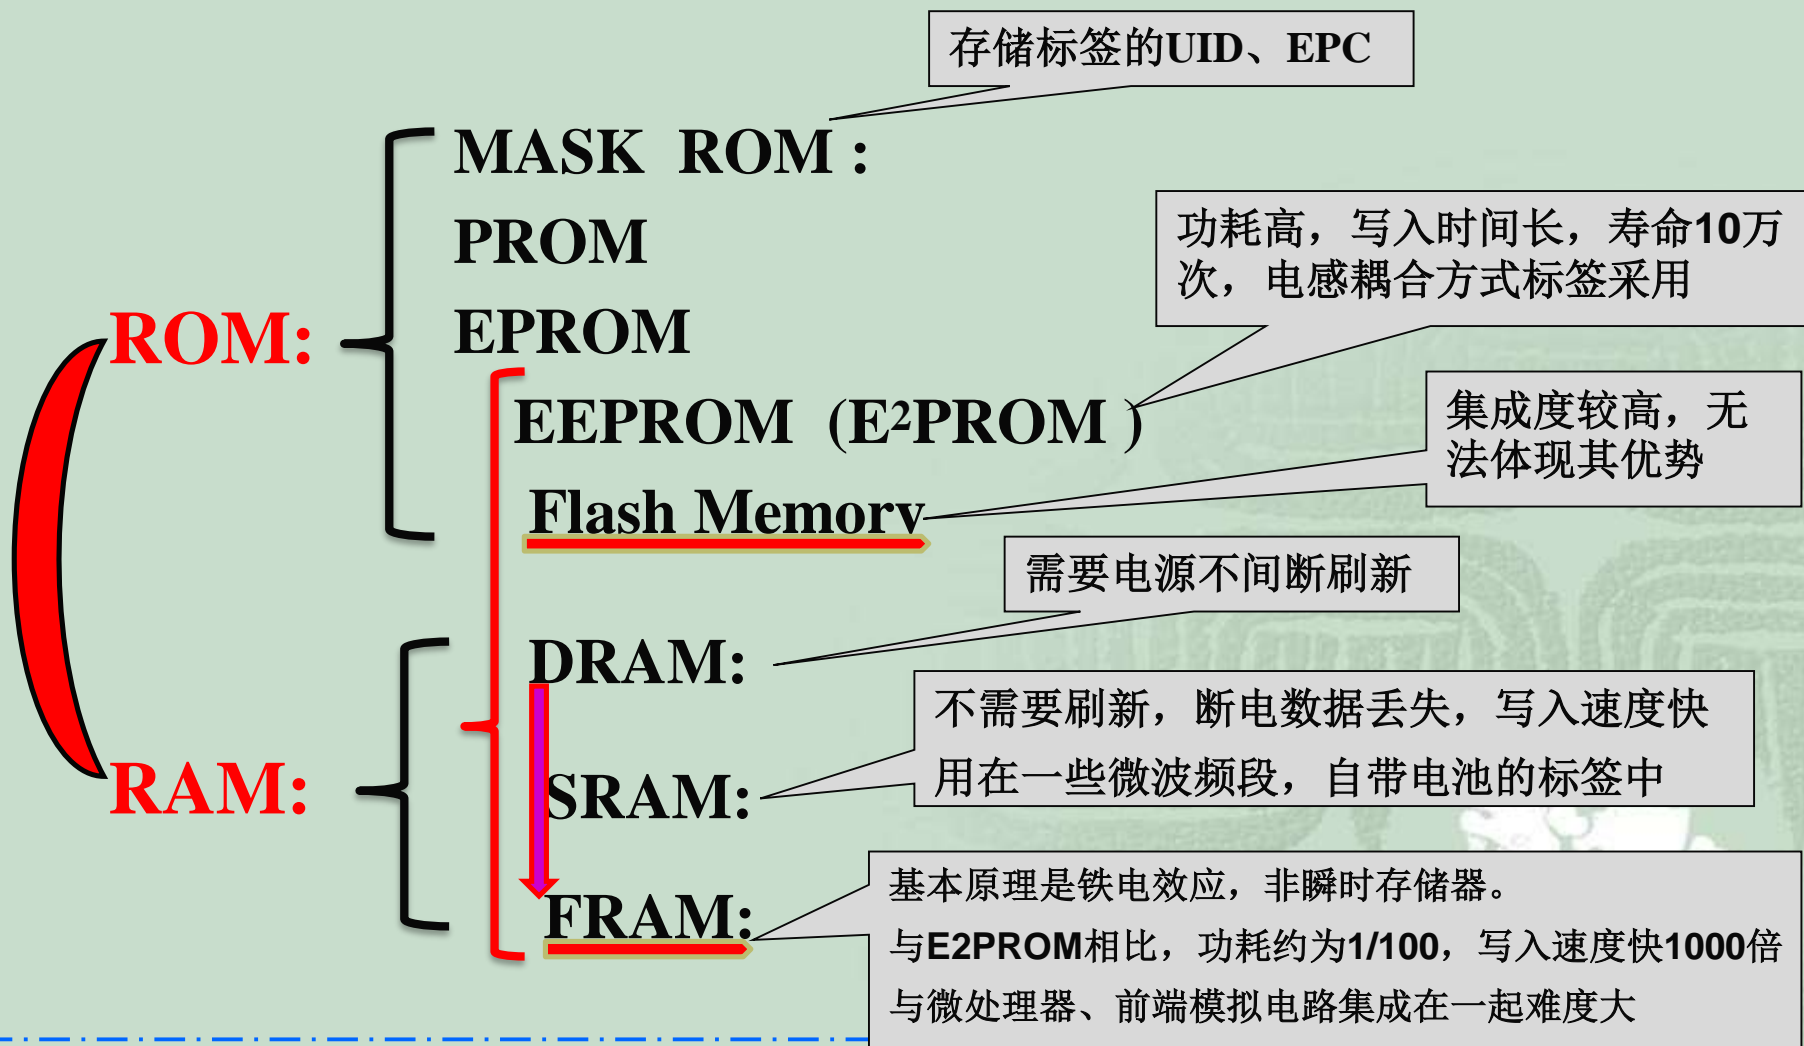 存储标签的UID、EPC
MASK ROM :
PROM
功耗高，写入时间长，寿命10万
次，电感耦合方式标签采用
ROM:
EPROM
EEPROM (E²PROM )
集成度较高，无
法体现其优势
Flash Memory
需要电源不间断刷新
DRAM:
不需要刷新，断电数据丢失，写入速度快
用在一些微波频段，自带电池的标签中
RAM:
SRAM:
FRAM:
基本原理是铁电效应，非瞬时存储器。
与E2PROM相比，功耗约为1/100，写入速度快1000倍
与微处理器、前端模拟电路集成在一起难度大